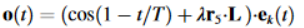 𝐨(t) = (cos(1 − t/T) + λ𝐫₅·𝐋 )·𝐞ₖ(t)